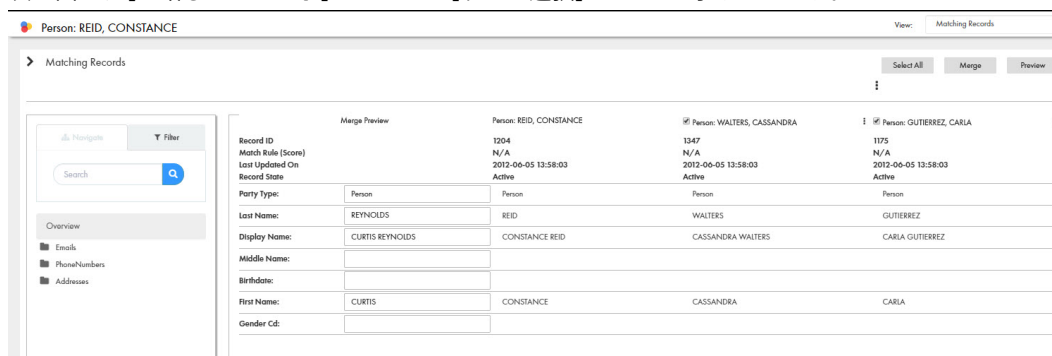 Person: REID, CONSTANCE
View: Matching Records
Matching Records
Select All Merge Preview
Navigate Filter
Search
Overview
Emails
PhoneNumbers
Addresses
Merge Preview Person: REID, CONSTANCE Person: WALTERS, CASSANDRA Person: GUTIERREZ, CARLA
Record ID 1204 1347 1175
Match Rule (Score) N/A N/A N/A
Last Updated On 2012-06-05 13:58:03 2012-06-05 13:58:03 2012-06-05 13:58:03
Record State Active Active Active
Party Type: Person Person Person Person
Last Name: REYNOLDS REID WALTERS GUTIERREZ
Display Name: CURTIS REYNOLDS CONSTANCE REID CASSANDRA WALTERS CARLA GUTIERREZ
Middle Name:
Birthdate:
First Name: CURTIS CONSTANCE CASSANDRA CARLA
Gender Cd: